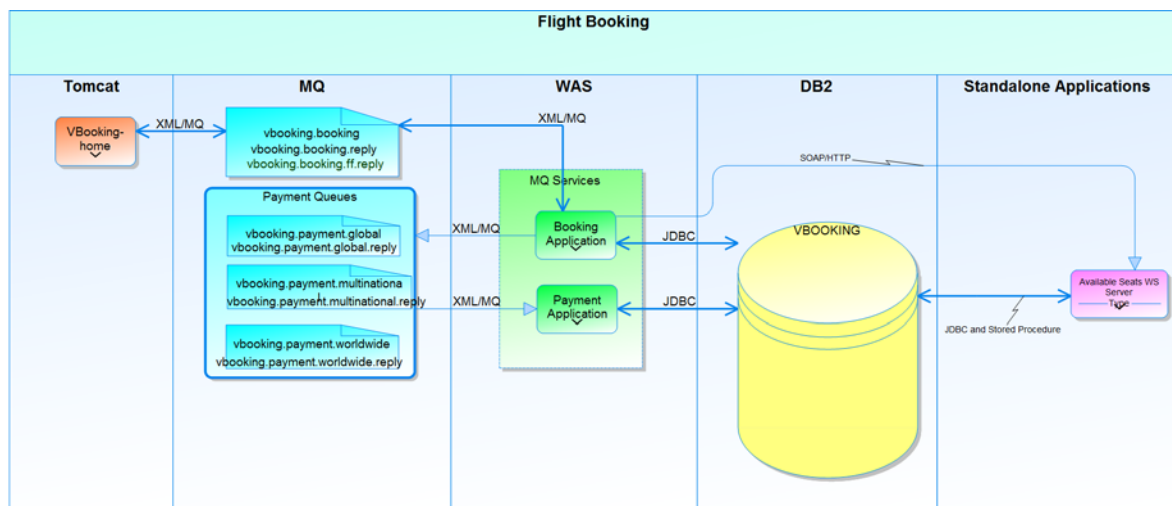 Flight Booking
Tomcat
MQ
WAS
DB2
Standalone Applications
VBooking-
home
XML/MQ
vbooking.booking
vbooking.booking.reply
vbooking.booking.ff.reply
XML/MQ
SOAP/HTTP
Payment Queues
vbooking.payment.global
vbooking.payment.global.reply
vbooking.payment.multinationa
l
vbooking.payment.multinational.reply
vbooking.payment.worldwide
vbooking.payment.worldwide.reply
XML/MQ
XML/MQ
MQ Services
Booking
Application
Payment
Application
JDBC
JDBC
VBOOKING
Available Seats WS
Server
Type
JDBC and Stored Procedure